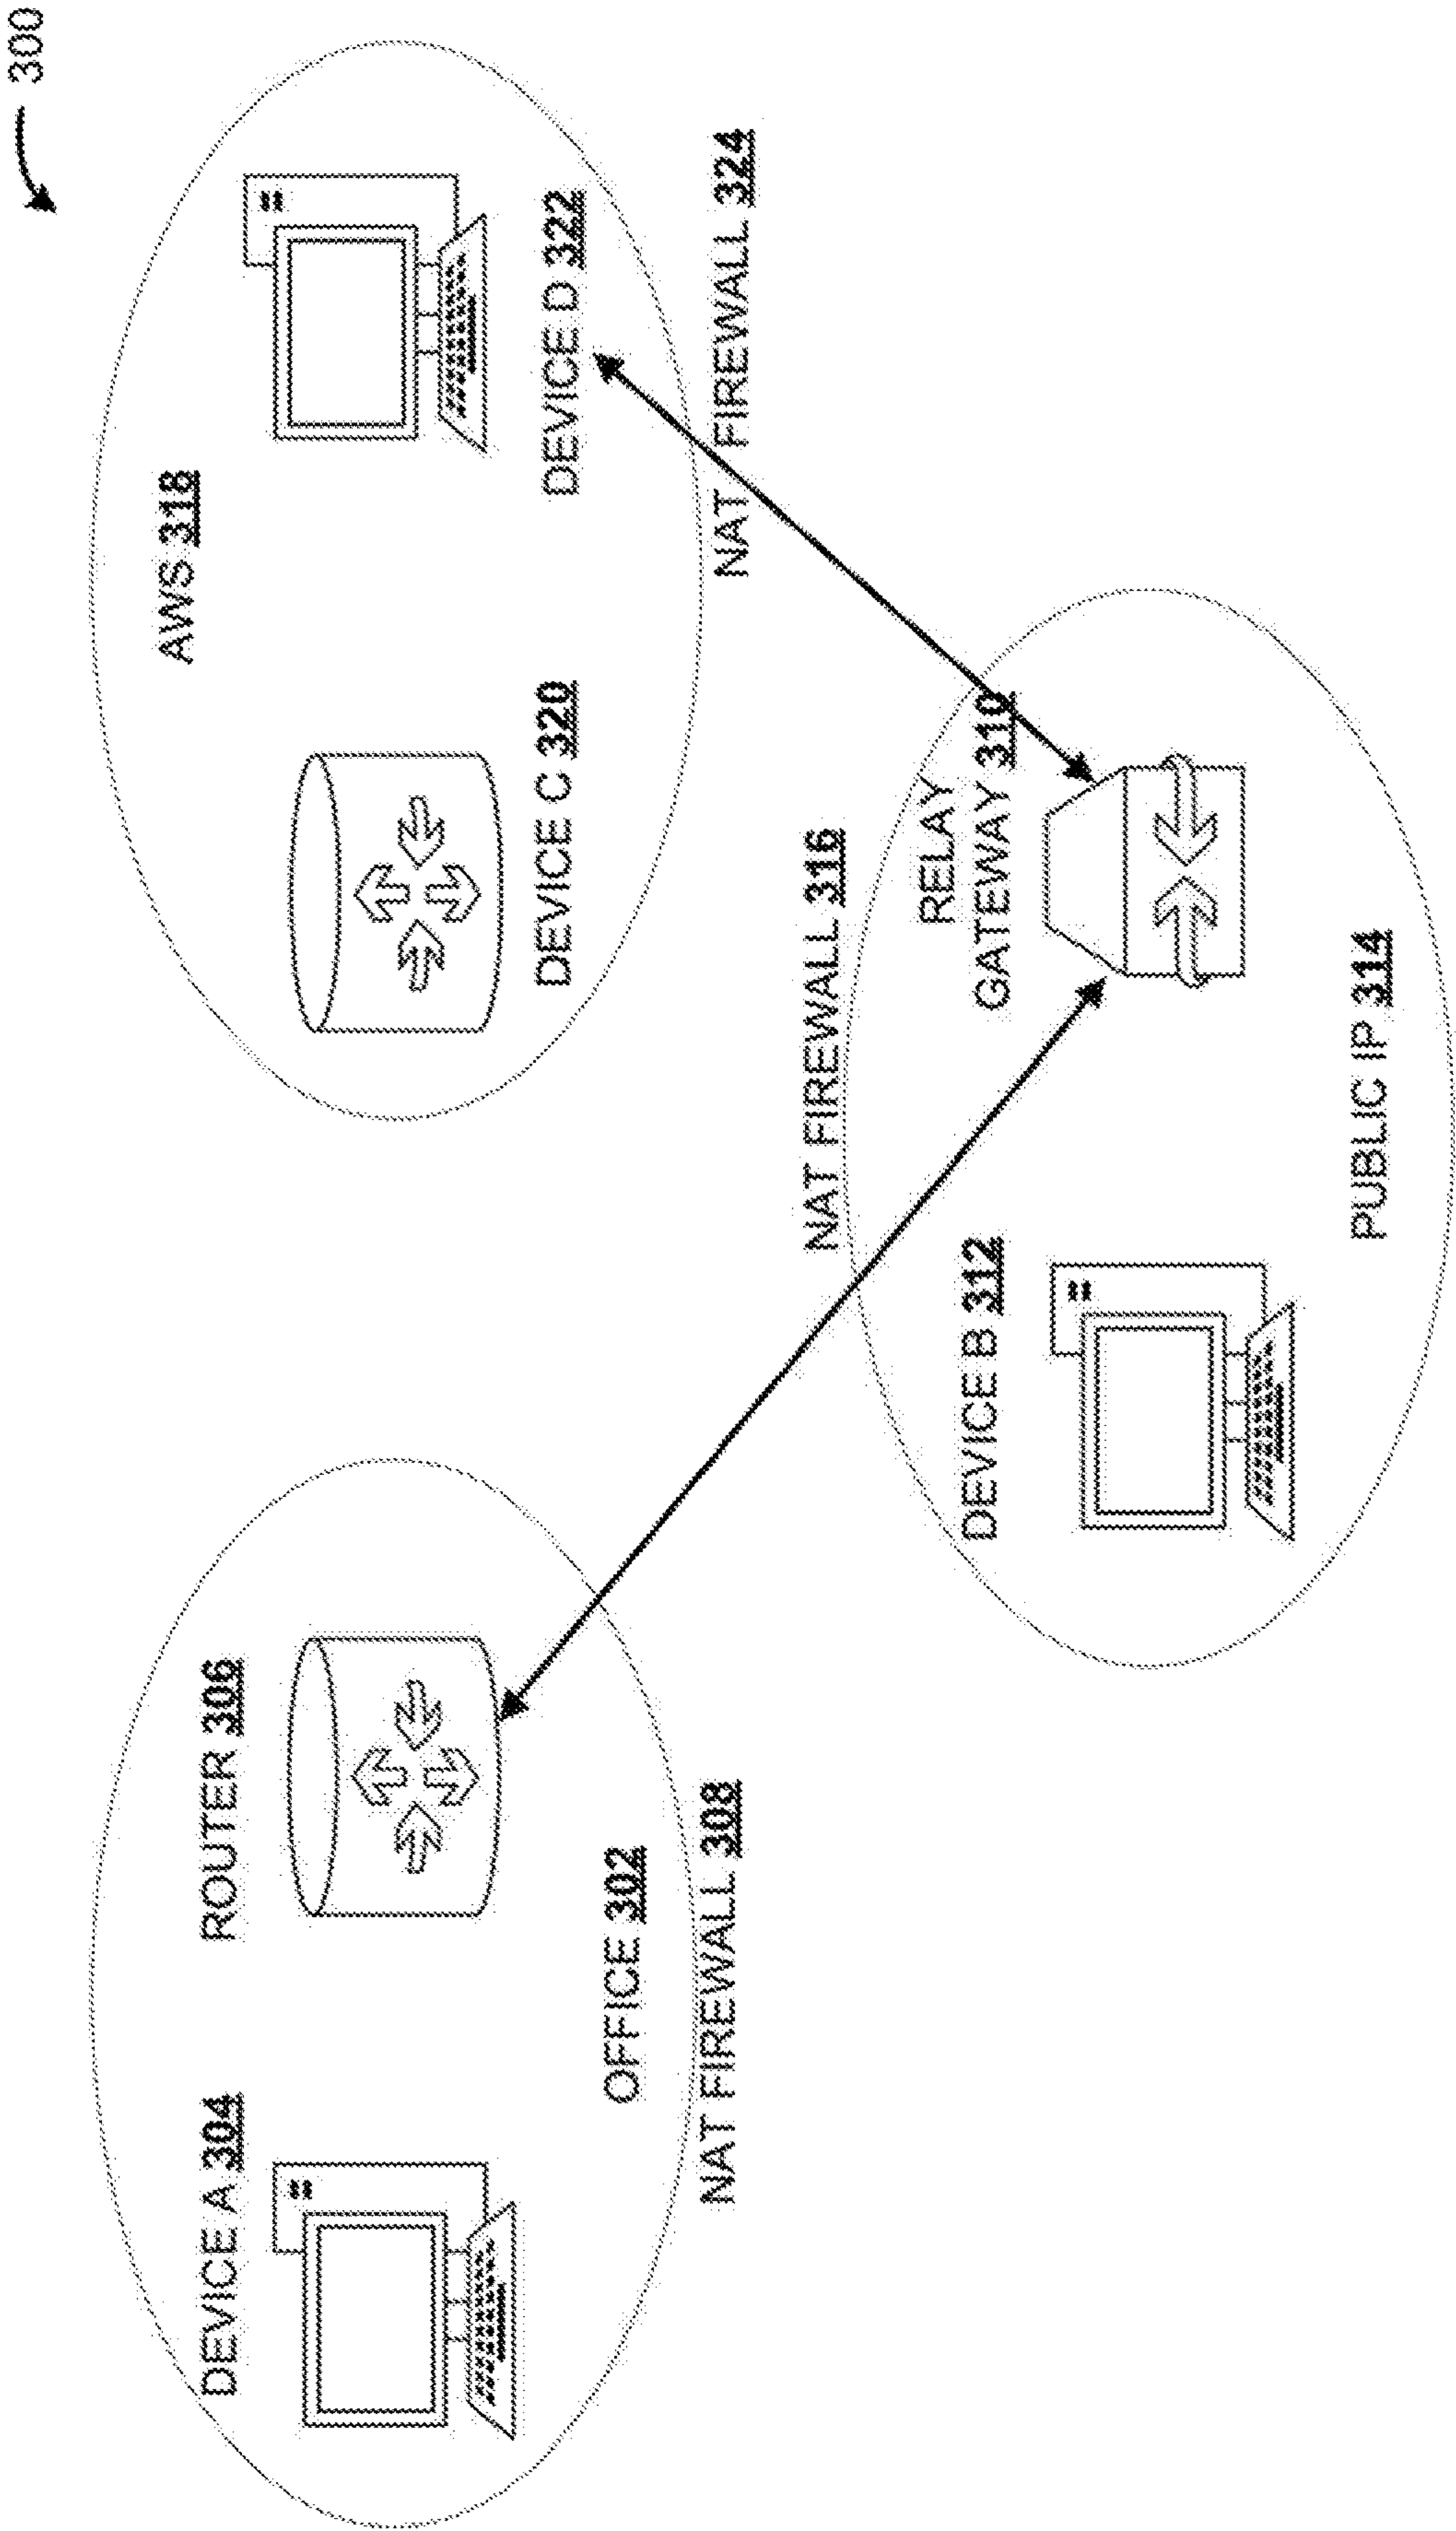 300
DEVICE A 304
ROUTER 306
OFFICE 302
NAT FIREWALL 308
AWS 318
DEVICE C 320
DEVICE D 322
NAT FIREWALL 324
NAT FIREWALL 316
DEVICE B 312
RELAY
GATEWAY 310
PUBLIC IP 314